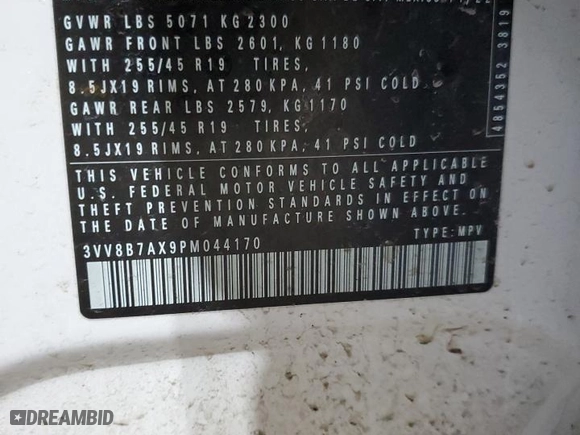 GVWR LBS 5071 KG 2300
GAWR FRONT LBS 2601, KG 1180
WITH 255/45 R19 TIRES,
8.5JX19 RIMS, AT 280 KPA, 41 PSI COLD
GAWR REAR LBS 2579, KG 1170
WITH 255/45 R19 TIRES,
8.5JX19 RIMS, AT 280 KPA, 41 PSI COLD
THIS VEHICLE CONFORMS TO ALL APPLICABLE
U.S. FEDERAL MOTOR VEHICLE SAFETY AND
THEFT PREVENTION STANDARDS IN EFFECT ON
THE DATE OF MANUFACTURE SHOWN ABOVE.
3VV8B7AX9PM044170
TYPE: MPV
4854352 3819
DREAMBID